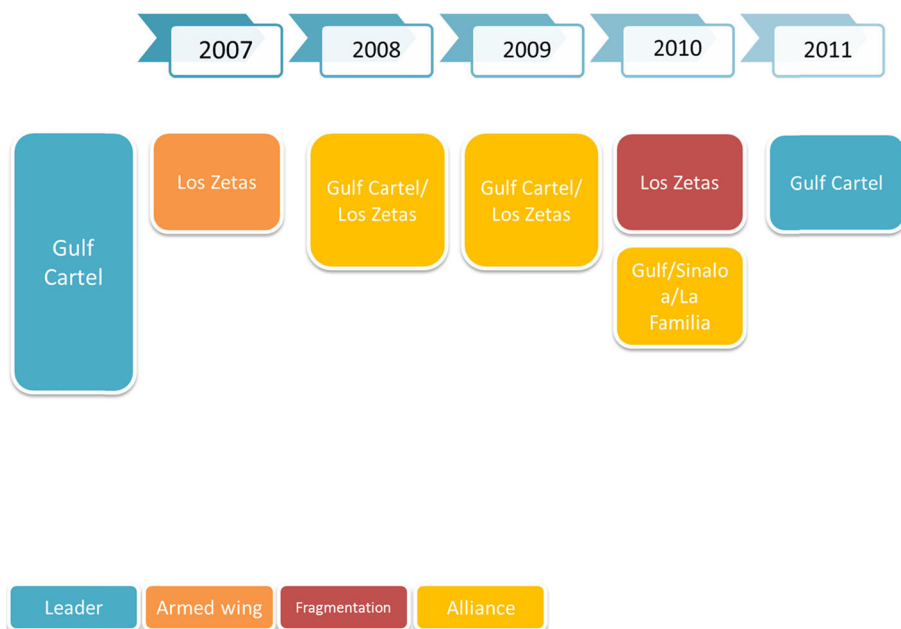 2007
2008
2009
2010
2011
Gulf
Cartel
Los Zetas
Gulf Cartel/
Los Zetas
Gulf Cartel/
Los Zetas
Los Zetas
Gulf/Sinalo
a/La
Familia
Gulf Cartel
Leader
Armed wing
Fragmentation
Alliance